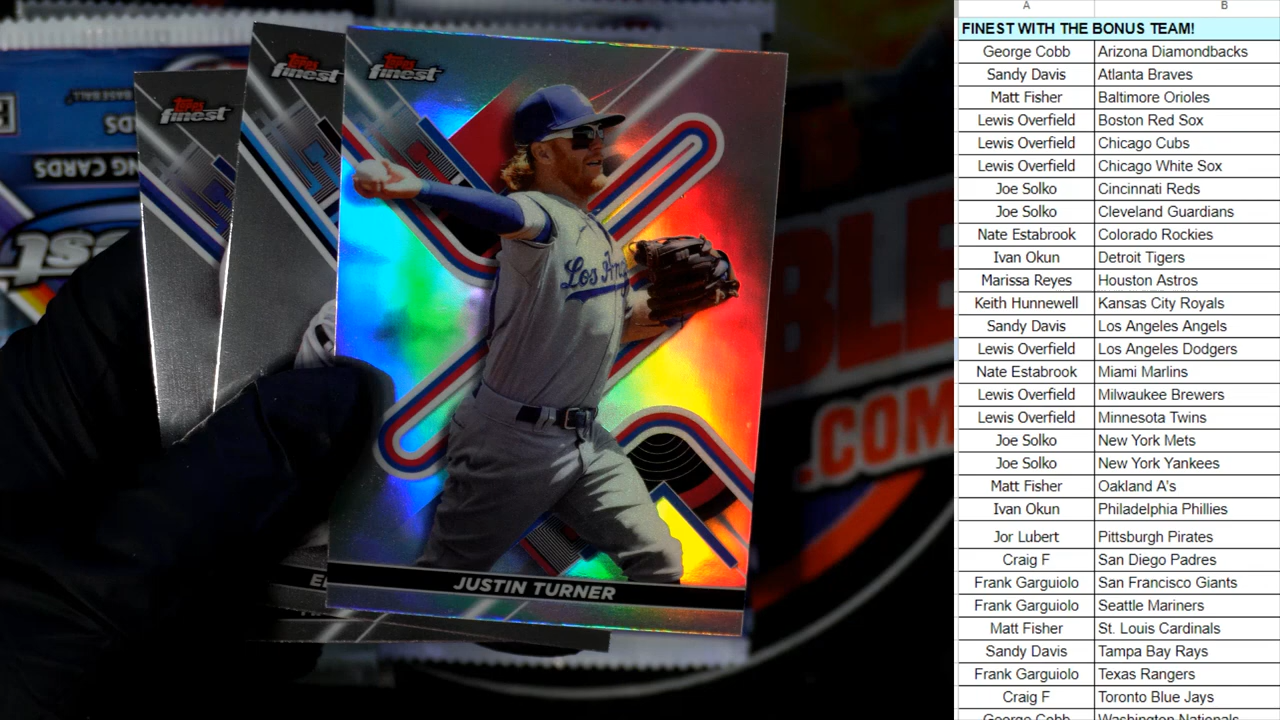 A B
FINEST WITH THE BONUS TEAM!
George Cobb Arizona Diamondbacks
Sandy Davis Atlanta Braves
Matt Fisher Baltimore Orioles
Lewis Overfield Boston Red Sox
Lewis Overfield Chicago Cubs
Lewis Overfield Chicago White Sox
Joe Solko Cincinnati Reds
Joe Solko Cleveland Guardians
Nate Estabrook Colorado Rockies
Ivan Okun Detroit Tigers
Marissa Reyes Houston Astros
Keith Hunnewell Kansas City Royals
Sandy Davis Los Angeles Angels
Lewis Overfield Los Angeles Dodgers
Nate Estabrook Miami Marlins
Lewis Overfield Milwaukee Brewers
Lewis Overfield Minnesota Twins
Joe Solko New York Mets
Joe Solko New York Yankees
Matt Fisher Oakland A's
Ivan Okun Philadelphia Phillies
Jor Lubert Pittsburgh Pirates
Craig F San Diego Padres
Frank Garguiolo San Francisco Giants
Frank Garguiolo Seattle Mariners
Matt Fisher St. Louis Cardinals
Sandy Davis Tampa Bay Rays
Frank Garguiolo Texas Rangers
Craig F Toronto Blue Jays
George Cobb Washington Nationals
Topps
finest
Topps
finest
Topps
finest
Los Ang
JUSTIN TURNER
BASEBALL
CARDS
.COM